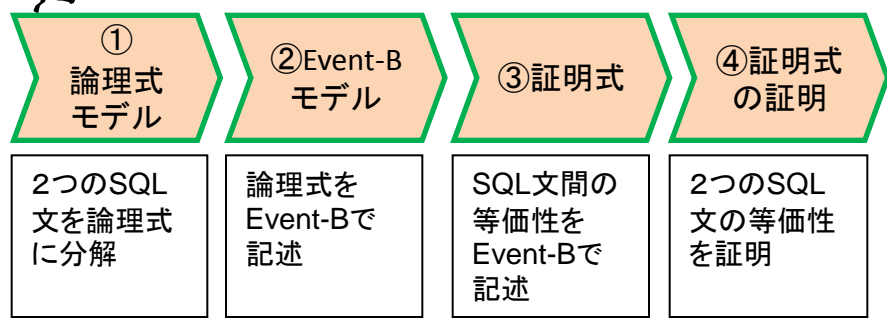 ①
論理式
モデル
②Event-B
モデル
③証明式
④証明式
の証明
2つのSQL
文を論理式
に分解
論理式を
Event-Bで
記述
SQL文間の
等価性を
Event-Bで
記述
2つのSQL
文の等価性
を証明